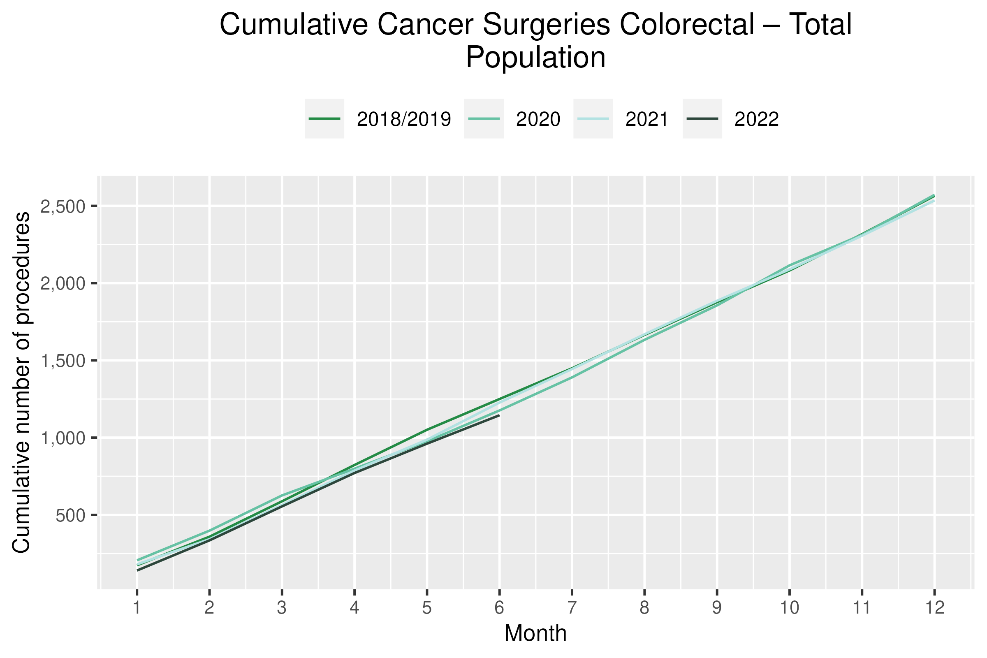 Cumulative Cancer Surgeries Colorectal – Total
Population
2018/2019 2020 2021 2022
Cumulative number of procedures
2,500
2,000
1,500
1,000
500
1 2 3 4 5 6 7 8 9 10 11 12
Month